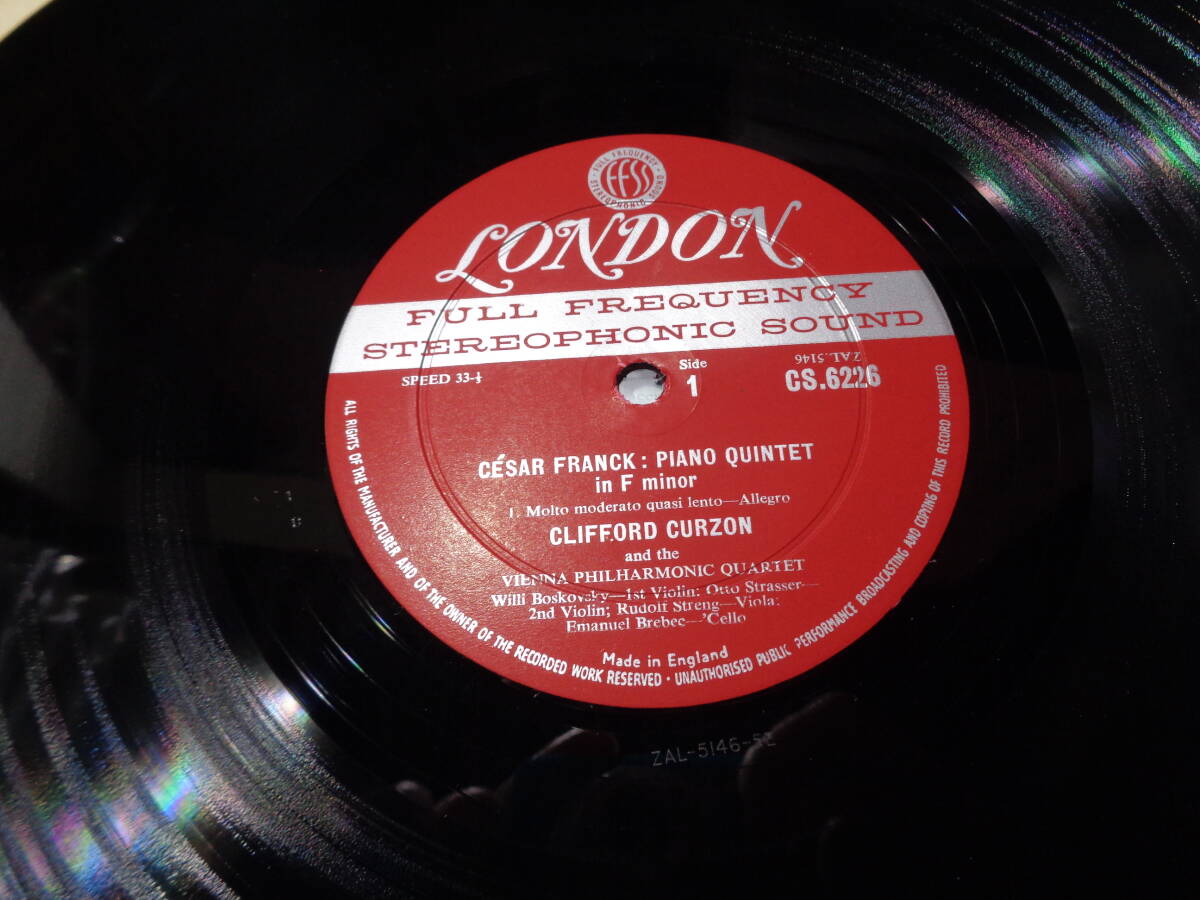 FULL FREQUENCY
FFSS
STEREOPHONIC SOUND
LONDON
FULL FREQUENCY
STEREOPHONIC SOUND
SPEED 33-⅓
Side
1
ZAL.5146
CS.6226
CÉSAR FRANCK: PIANO QUINTET
in F minor
1. Molto moderato quasi lento—Allegro
CLIFFORD CURZON
and the
VIENNA PHILHARMONIC QUARTET
Willi Boskovsky—1st Violin; Otto Strasser—
2nd Violin; Rudolf Streng—Viola;
Emanuel Brebec—'Cello
Made in England
ALL RIGHTS OF THE MANUFACTURER AND OF THE OWNER OF THE RECORDED WORK RESERVED · UNAUTHORISED PUBLIC PERFORMANCE BROADCASTING AND COPYING OF THIS RECORD PROHIBITED
ZAL-5146-5E